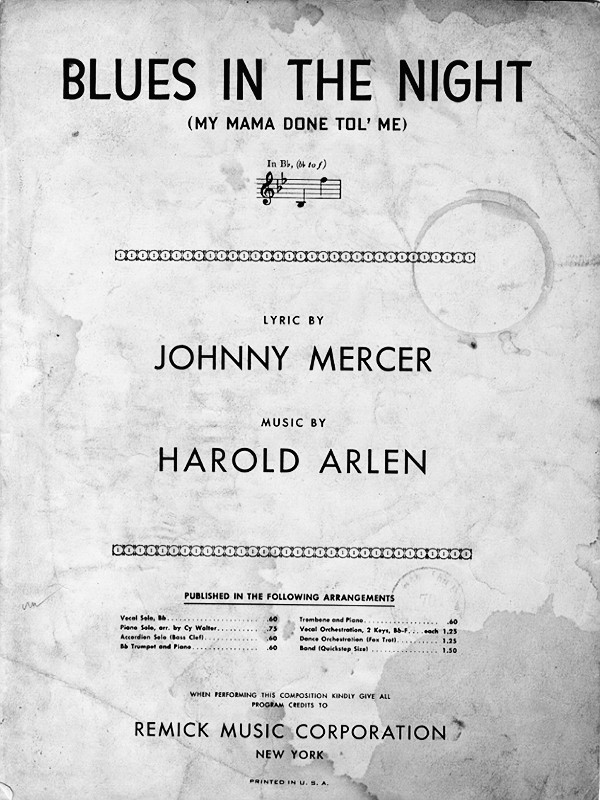 BLUES IN THE NIGHT
(MY MAMA DONE TOL' ME)
In B♭, (b♭ to f)
LYRIC BY
JOHNNY MERCER
MUSIC BY
HAROLD ARLEN
PUBLISHED IN THE FOLLOWING ARRANGEMENTS
Vocal Solo, Bb . . . . . . . . . . . . . . . . . . . . .60
Piano Solo, arr. by Cy Walter . . . . . . . . . .75
Accordion Solo (Bass Clef) . . . . . . . . . . . .60
Bb Trumpet and Piano . . . . . . . . . . . . . . .60
Trombone and Piano . . . . . . . . . . . . . . . . .60
Vocal Orchestration, 2 Keys, Bb-F . . . . each 1.25
Dance Orchestration (Fox Trot) . . . . . . . . . 1.25
Band (Quickstep Size) . . . . . . . . . . . . . . . 1.50
WHEN PERFORMING THIS COMPOSITION KINDLY GIVE ALL
PROGRAM CREDITS TO
REMICK MUSIC CORPORATION
NEW YORK
PRINTED IN U. S. A.